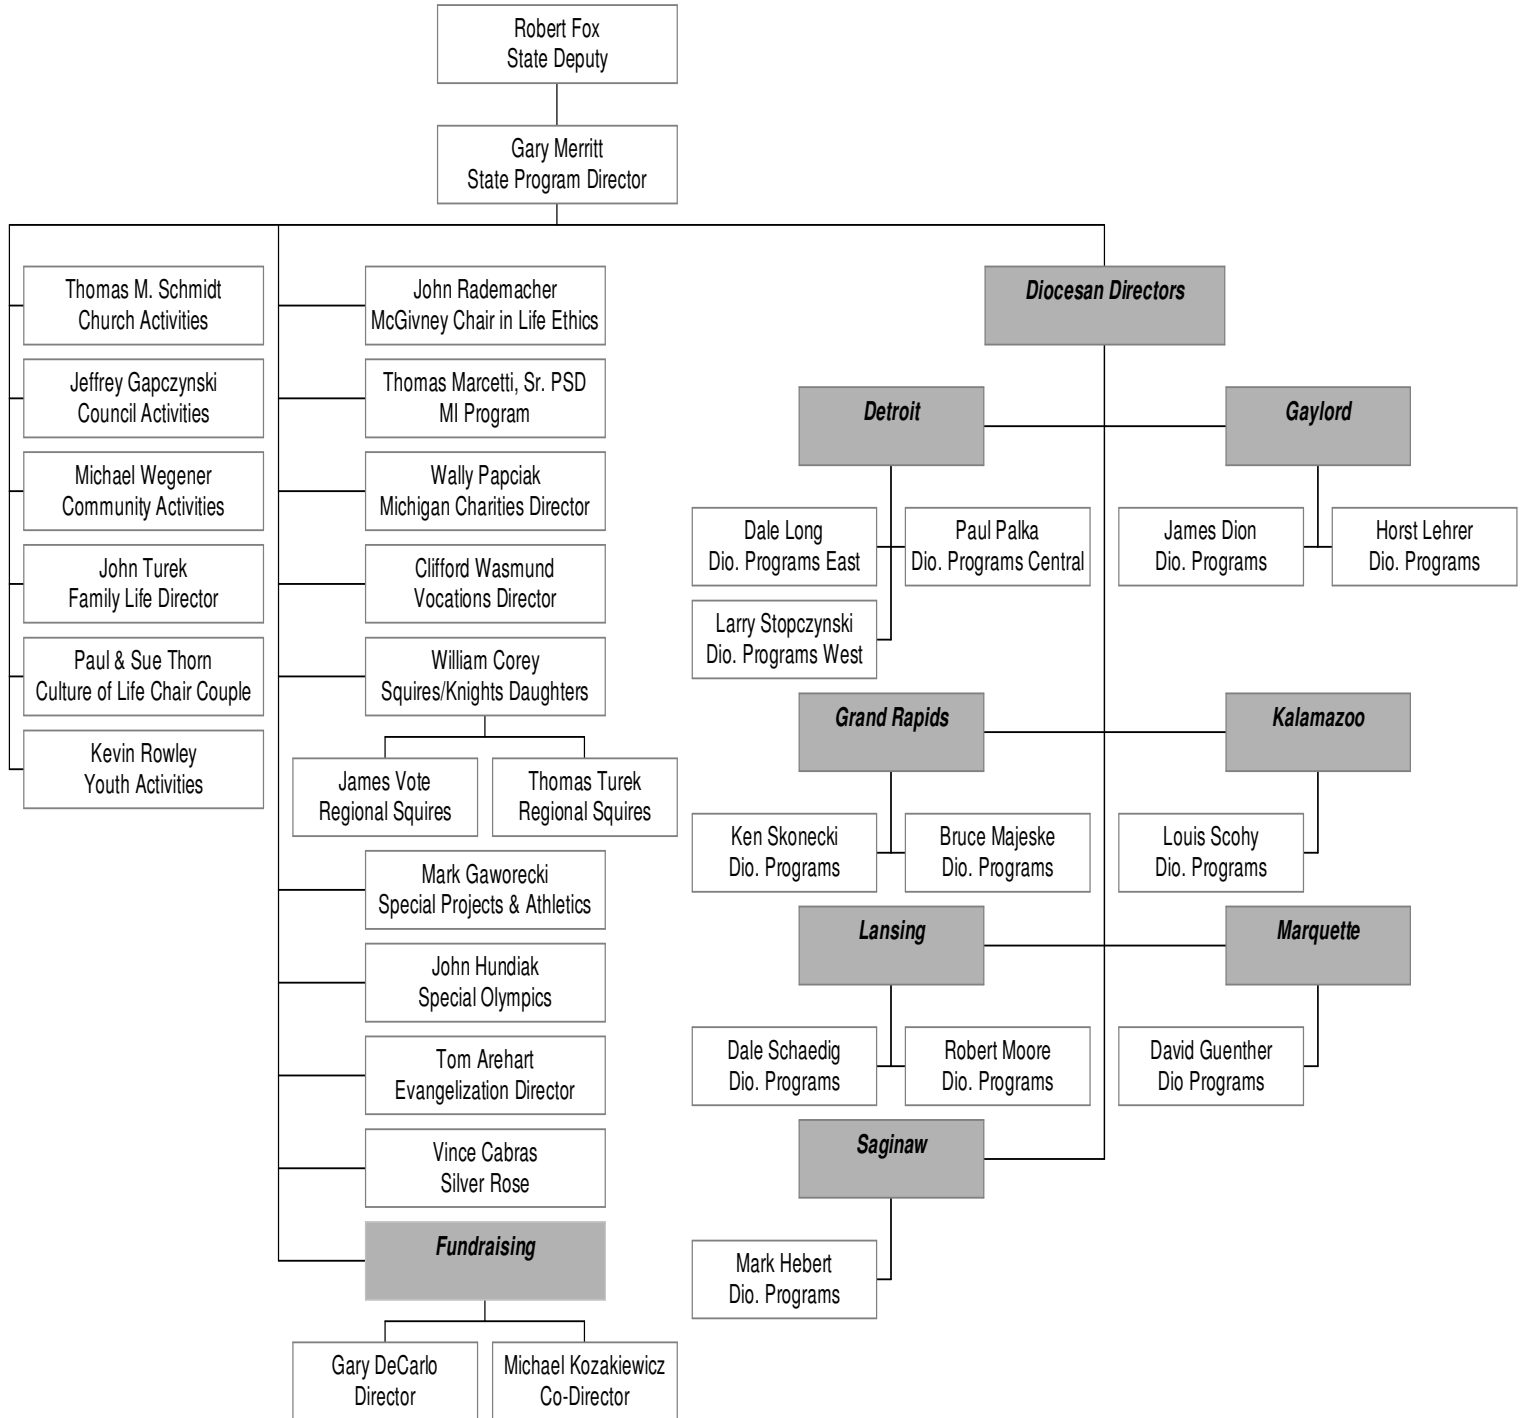 Robert Fox
State Deputy
Gary Merritt
State Program Director
Thomas M. Schmidt
Church Activities
Jeffrey Gapczynski
Council Activities
Michael Wegener
Community Activities
John Turek
Family Life Director
Paul & Sue Thorn
Culture of Life Chair Couple
Kevin Rowley
Youth Activities
John Rademacher
McGivney Chair in Life Ethics
Thomas Marcetti, Sr. PSD
MI Program
Wally Papciak
Michigan Charities Director
Clifford Wasmund
Vocations Director
William Corey
Squires/Knights Daughters
James Vote
Regional Squires
Thomas Turek
Regional Squires
Mark Gaworecki
Special Projects & Athletics
John Hundiak
Special Olympics
Tom Arehart
Evangelization Director
Vince Cabras
Silver Rose
Fundraising
Gary DeCarlo
Director
Michael Kozakiewicz
Co-Director
Diocesan Directors
Detroit
Dale Long
Dio. Programs East
Paul Palka
Dio. Programs Central
Larry Stopczynski
Dio. Programs West
Gaylord
James Dion
Dio. Programs
Horst Lehrer
Dio. Programs
Grand Rapids
Ken Skonecki
Dio. Programs
Bruce Majeske
Dio. Programs
Kalamazoo
Louis Scohy
Dio. Programs
Lansing
Dale Schaedig
Dio. Programs
Robert Moore
Dio. Programs
Marquette
David Guenther
Dio Programs
Saginaw
Mark Hebert
Dio. Programs